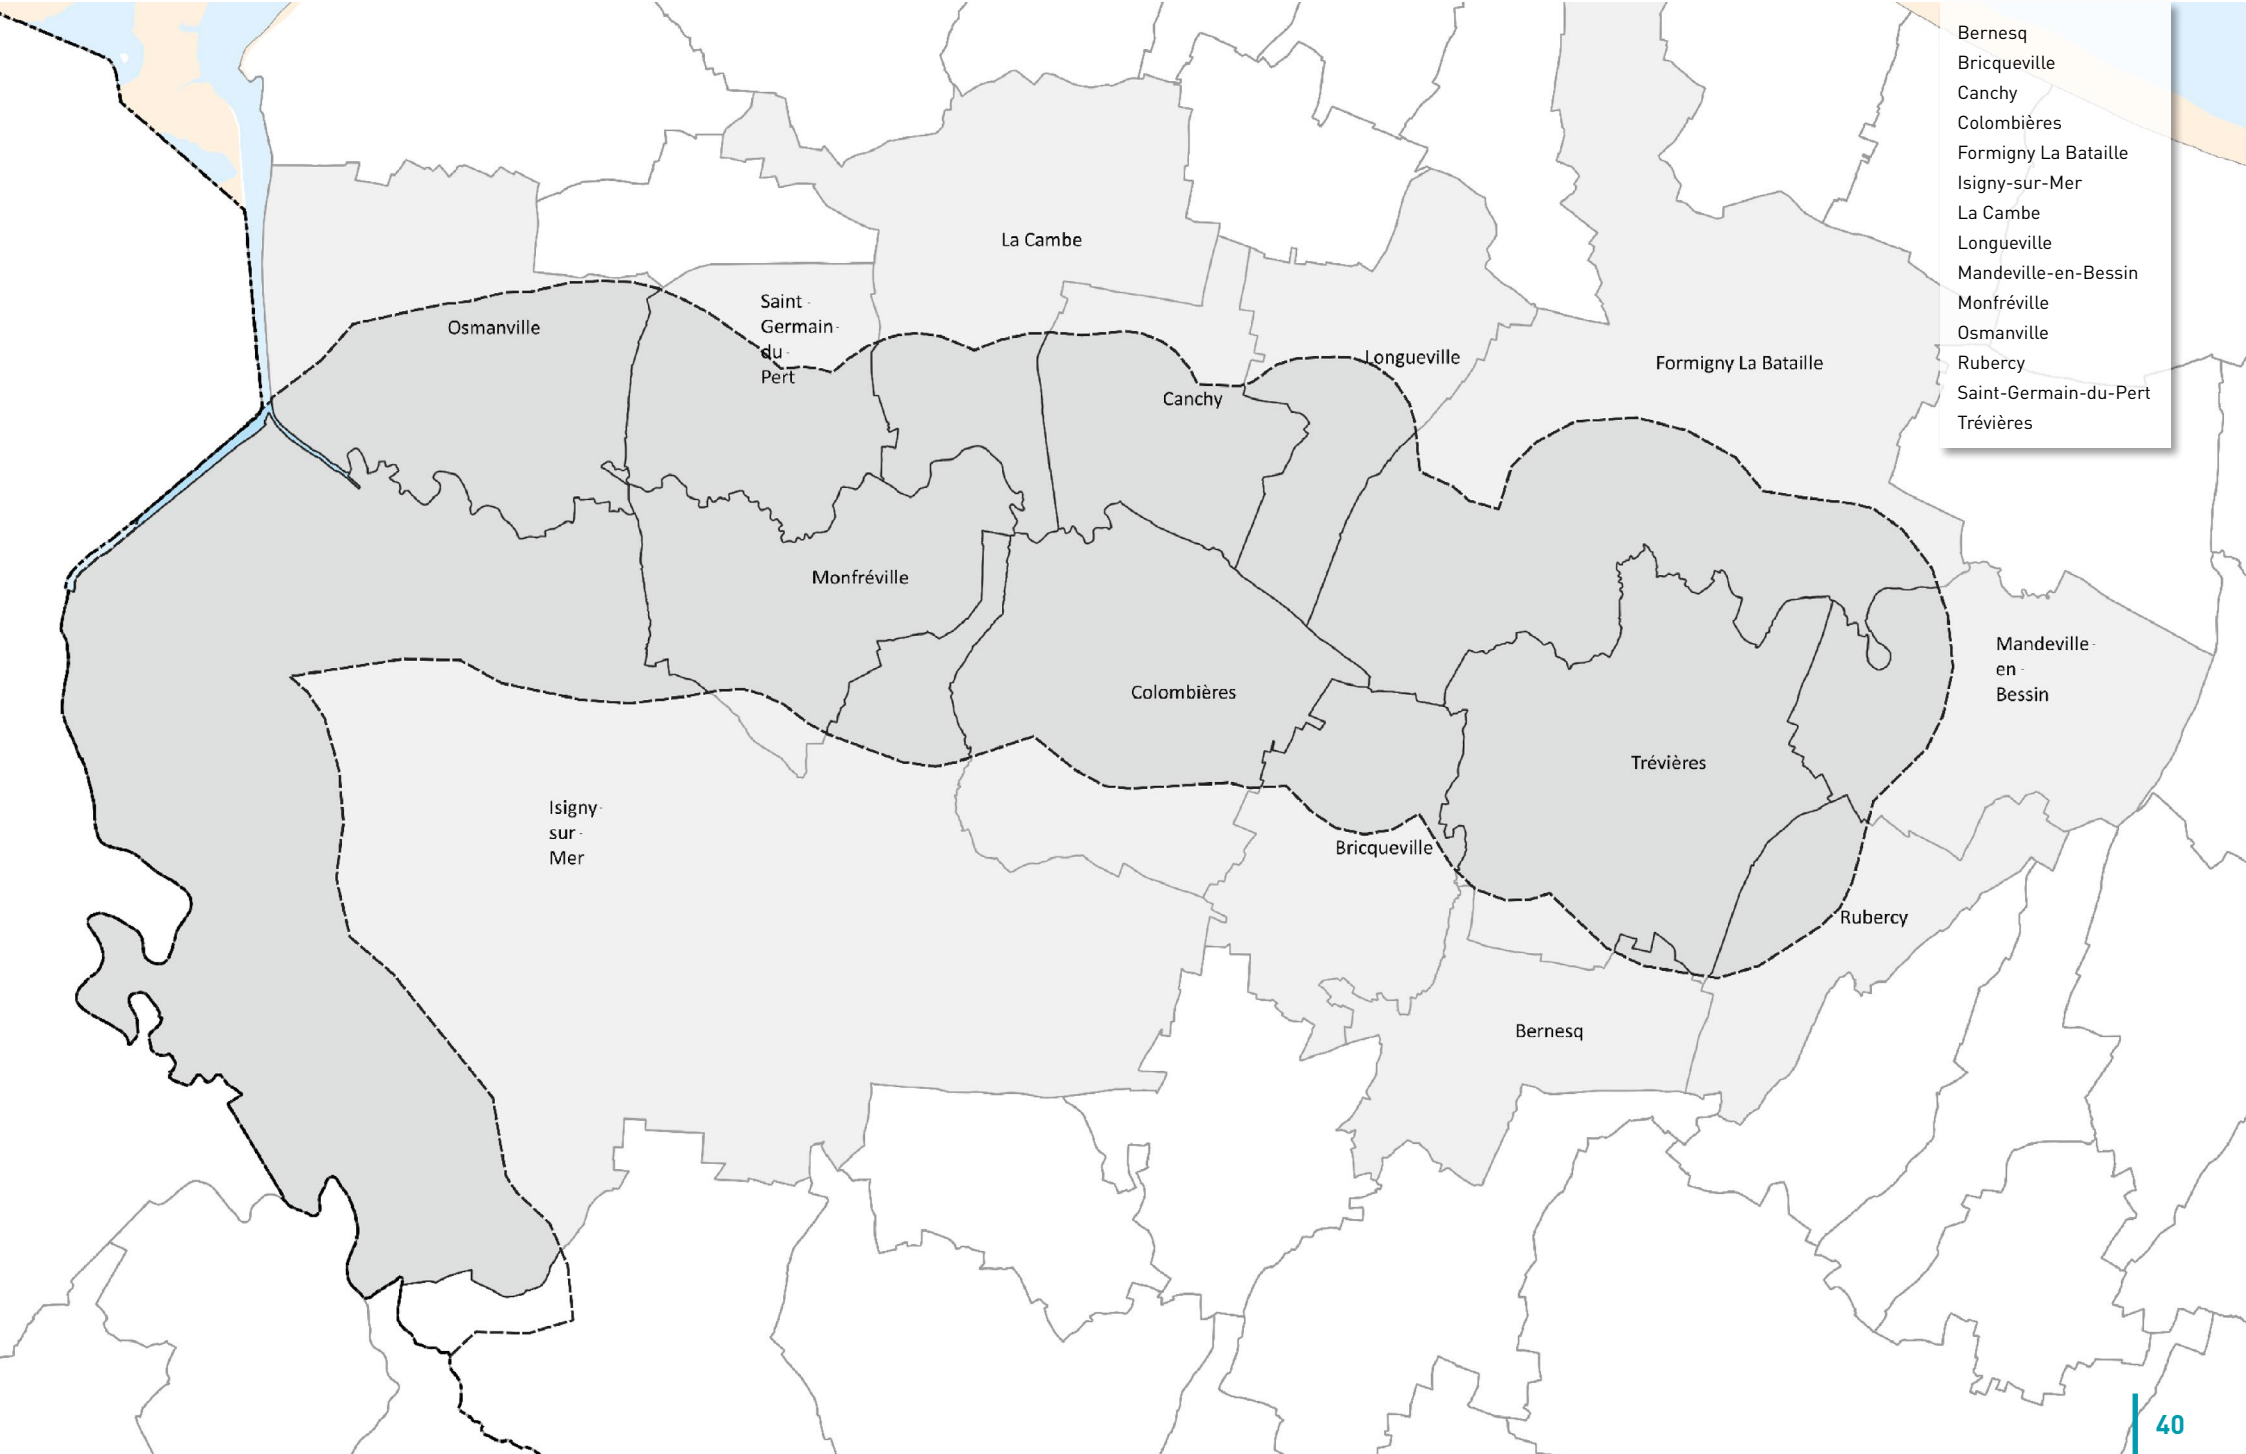 Bernesq
Bricqueville
Canchy
Colombières
Formigny La Bataille
Isigny-sur-Mer
La Cambe
Longueville
Mandeville-en-Bessin
Monfréville
Osmanville
Rubercy
Saint-Germain-du-Pert
Trévières
La Cambe
Saint-
Germain-
du-
Pert
Osmanville
Longueville
Formigny La Bataille
Canchy
Monfréville
Mandeville-
en-
Bessin
Colombières
Trévières
Isigny-
sur-
Mer
Bricqueville
Rubercy
Bernesq
40